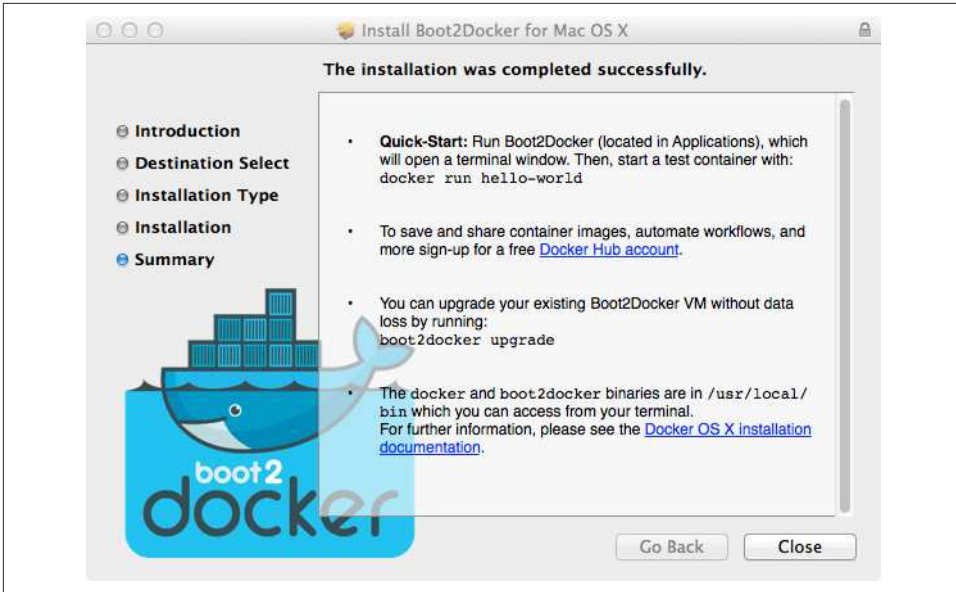 Install Boot2Docker for Mac OS X
The installation was completed successfully.
Introduction
Destination Select
Installation Type
Installation
Summary
• Quick-Start: Run Boot2Docker (located in Applications), which
will open a terminal window. Then, start a test container with:
docker run hello-world
• To save and share container images, automate workflows, and
more sign-up for a free Docker Hub account.
• You can upgrade your existing Boot2Docker VM without data
loss by running:
boot2docker upgrade
• The docker and boot2docker binaries are in /usr/local/
bin which you can access from your terminal.
For further information, please see the Docker OS X installation
documentation.
boot2
docker
Go Back
Close